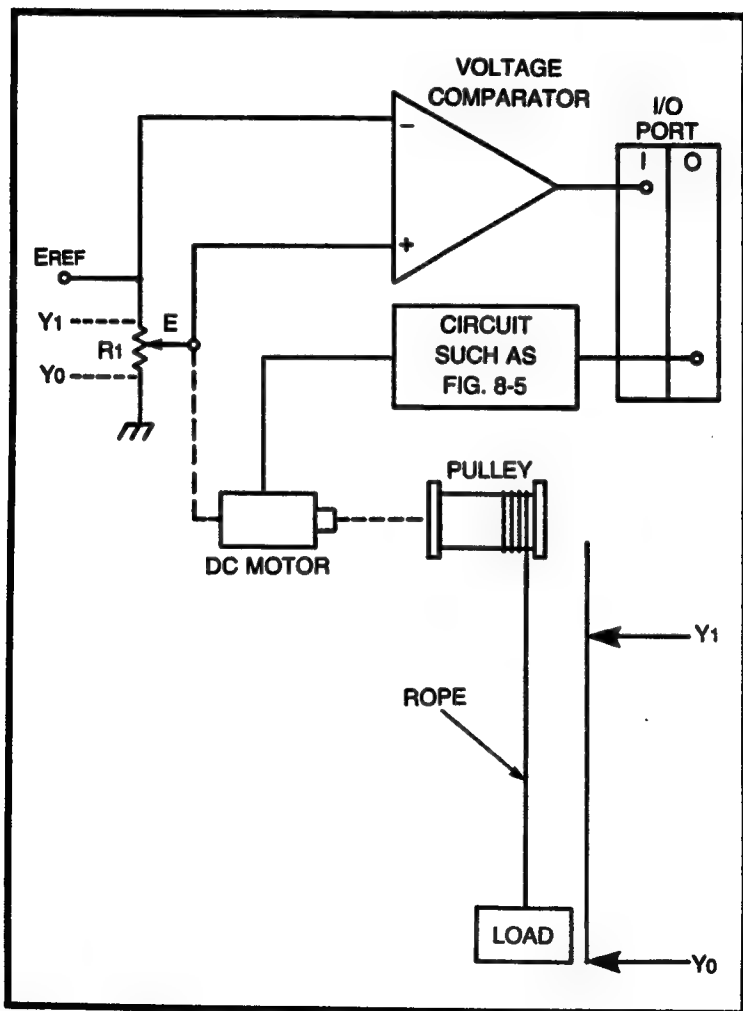 VOLTAGE
COMPARATOR
I/O
PORT
I O
−
+
EREF
Y1
E
R1
Y0
CIRCUIT
SUCH AS
FIG. 8-5
PULLEY
DC MOTOR
Y1
ROPE
LOAD
Y0